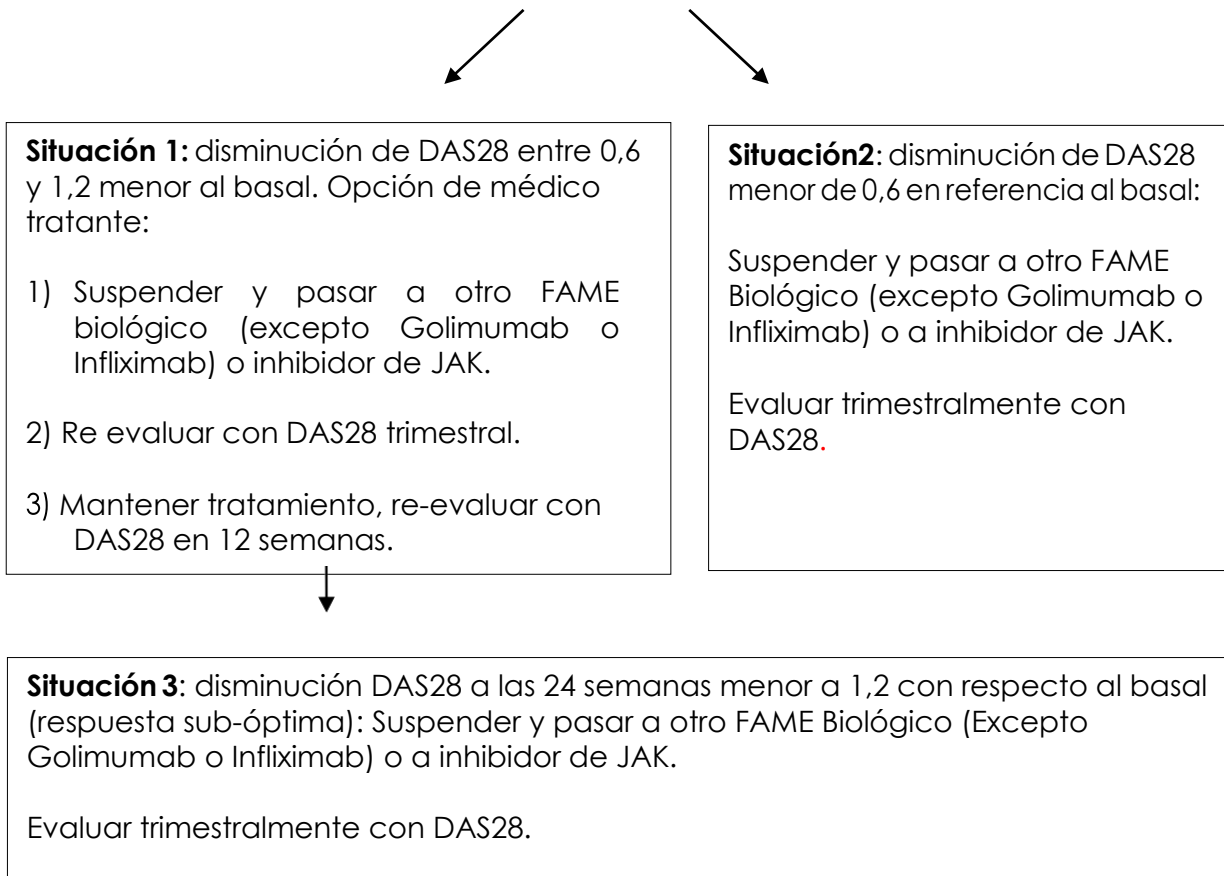 Situación 1: disminución de DAS28 entre 0,6
y 1,2 menor al basal. Opción de médico
tratante:
1) Suspender y pasar a otro FAME
biológico (excepto Golimumab o
Infliximab) o inhibidor de JAK.
2) Re evaluar con DAS28 trimestral.
3) Mantener tratamiento, re-evaluar con
DAS28 en 12 semanas.
Situación2: disminución de DAS28
menor de 0,6 en referencia al basal:
Suspender y pasar a otro FAME
Biológico (excepto Golimumab o
Infliximab) o a inhibidor de JAK.
Evaluar trimestralmente con
DAS28.
Situación 3: disminución DAS28 a las 24 semanas menor a 1,2 con respecto al basal
(respuesta sub-óptima): Suspender y pasar a otro FAME Biológico (Excepto
Golimumab o Infliximab) o a inhibidor de JAK.
Evaluar trimestralmente con DAS28.